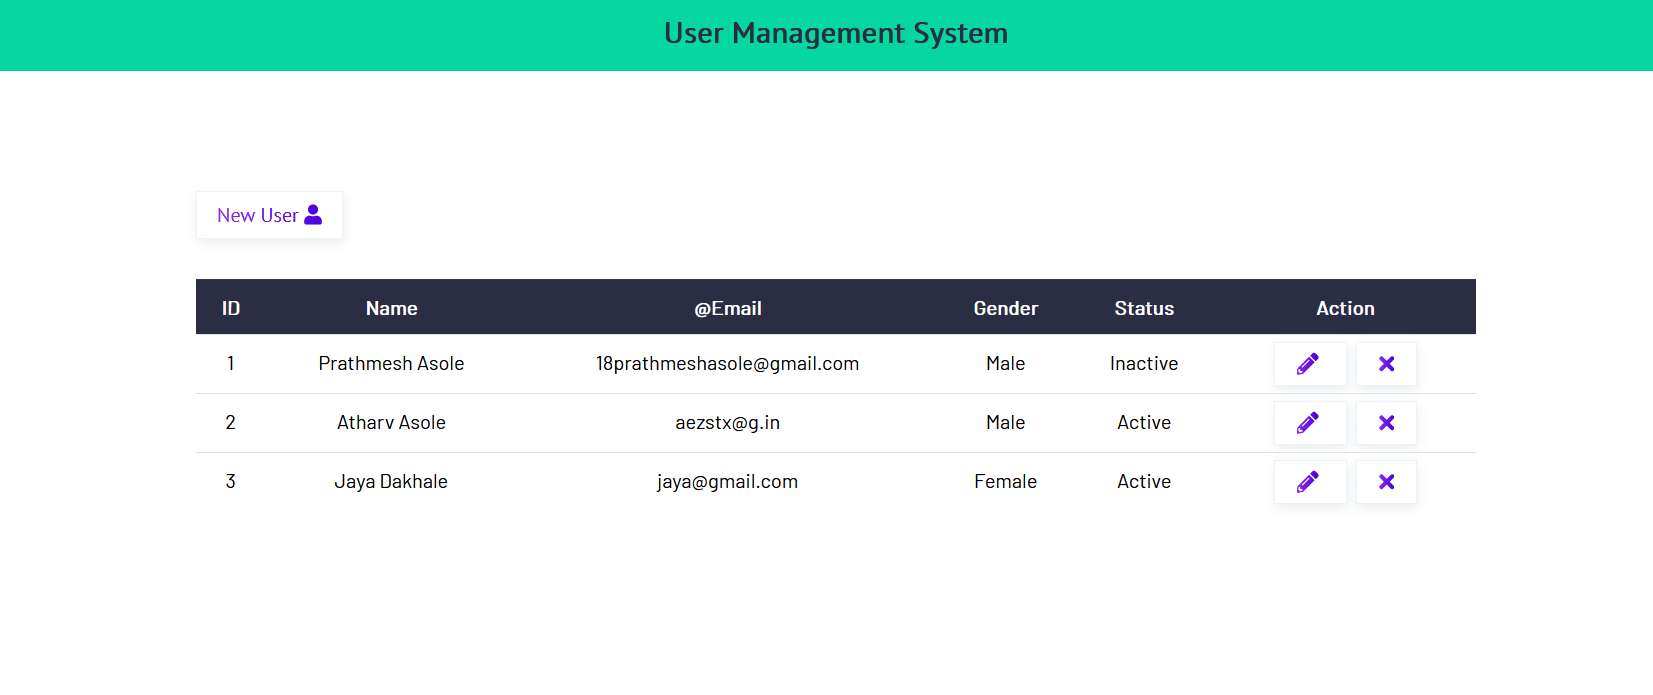 User Management System
New User
ID Name @Email Gender Status Action
1 Prathmesh Asole 18prathmeshasole@gmail.com Male Inactive
2 Atharv Asole aezstx@g.in Male Active
3 Jaya Dakhale jaya@gmail.com Female Active